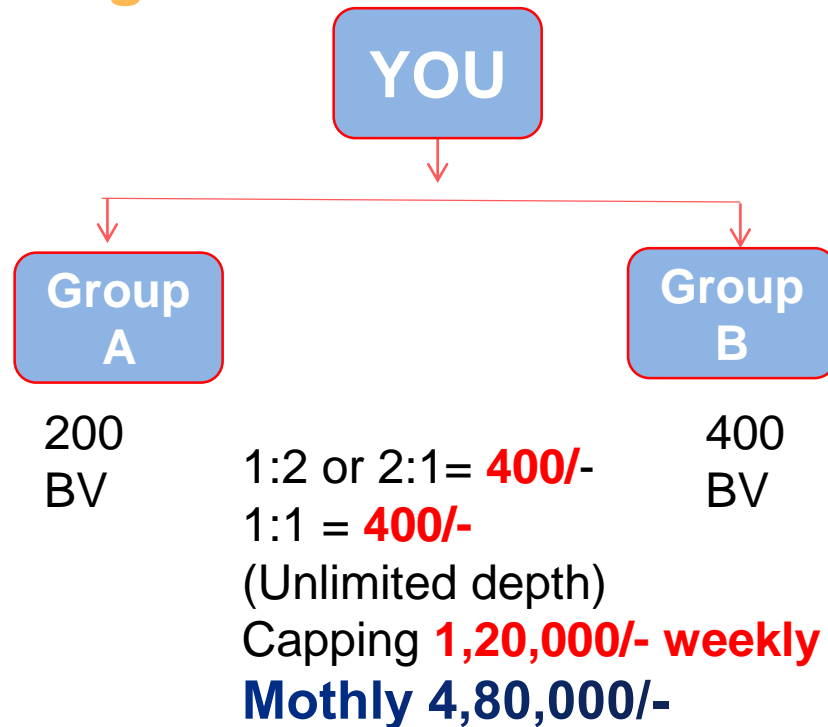 YOU
Group
A
Group
B
200
BV
400
BV
1:2 or 2:1= 400/-
1:1 = 400/-
(Unlimited depth)
Capping 1,20,000/- weekly
Mothly 4,80,000/-